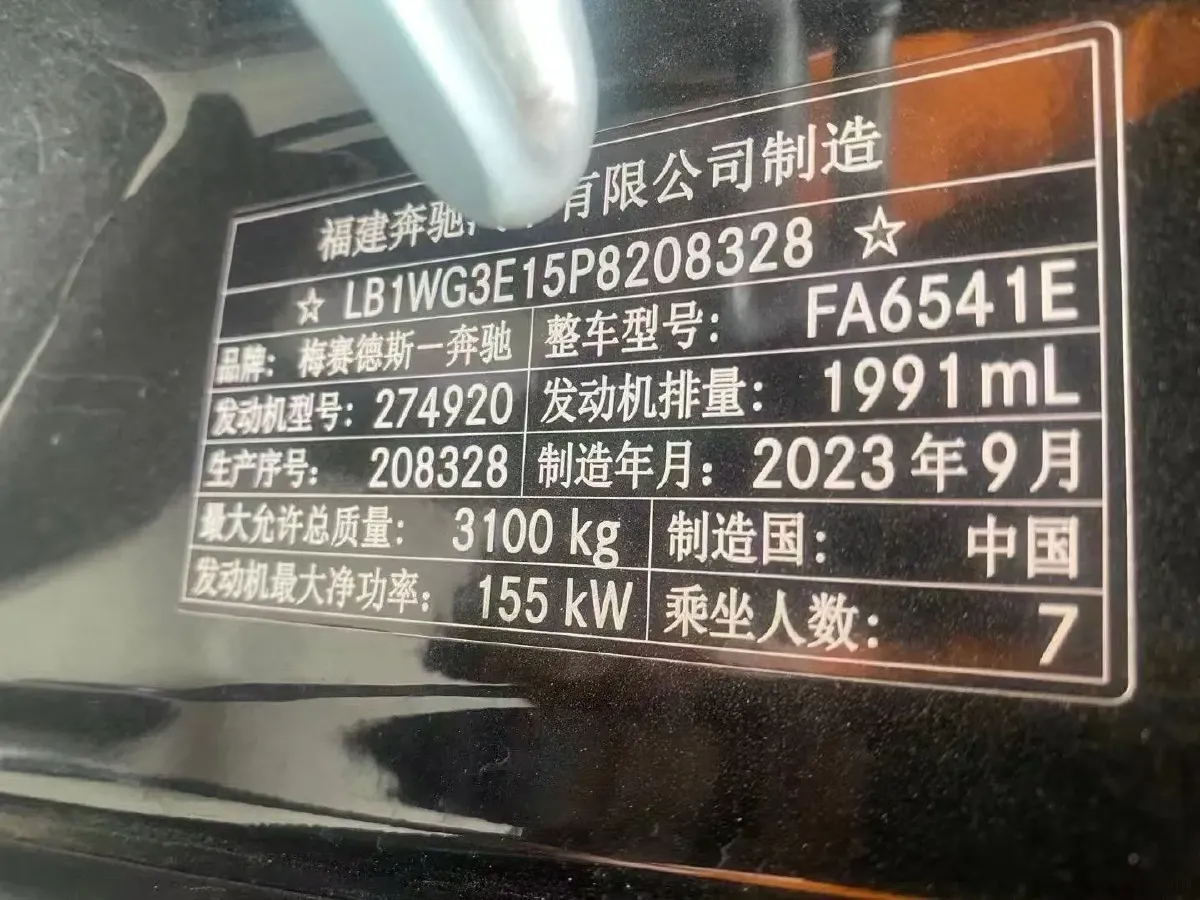 福建奔驰 有限公司制造
☆ LB1WG3E15P8208328 ☆
品牌：梅赛德斯一奔驰 整车型号：FA6541E
发动机型号：274920 发动机排量：1991mL
生产序号：208328 制造年月：2023年9月
最大允许总质量：3100 kg 制造国：中国
发动机最大净功率：155 kW 乘坐人数：7